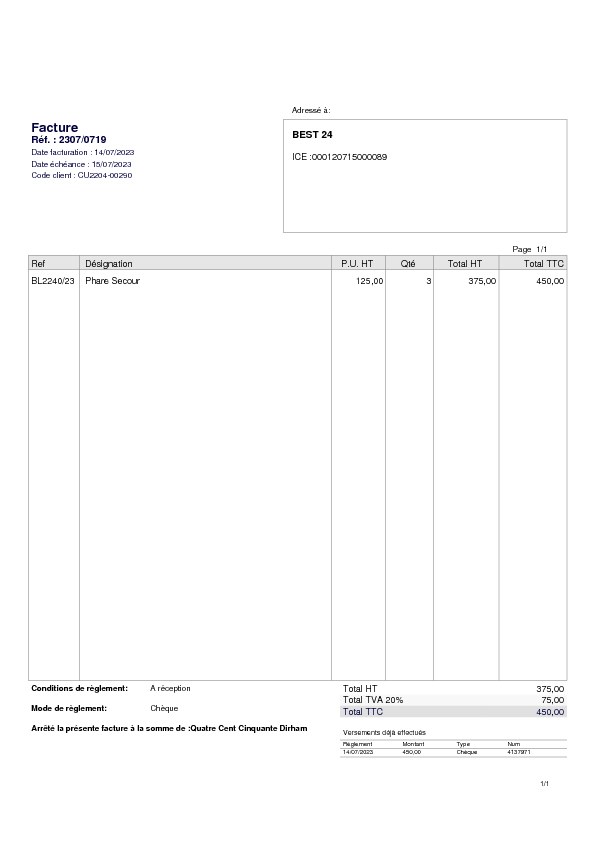 Adressé à:
Facture
Réf. : 2307/0719
Date facturation : 14/07/2023
Date échéance : 15/07/2023
Code client : CU2204-00290
BEST 24
ICE :000120715000089
Page 1/1
Ref Désignation P.U. HT Qté Total HT Total TTC
BL2240/23 Phare Secour 125,00 3 375,00 450,00
Conditions de règlement: A réception
Mode de règlement: Chèque
Arrêté la présente facture à la somme de :Quatre Cent Cinquante Dirham
Total HT 375,00
Total TVA 20% 75,00
Total TTC 450,00
Versements déjà effectués
Règlement Montant Type Num
14/07/2023 450,00 Chèque 4137971
1/1